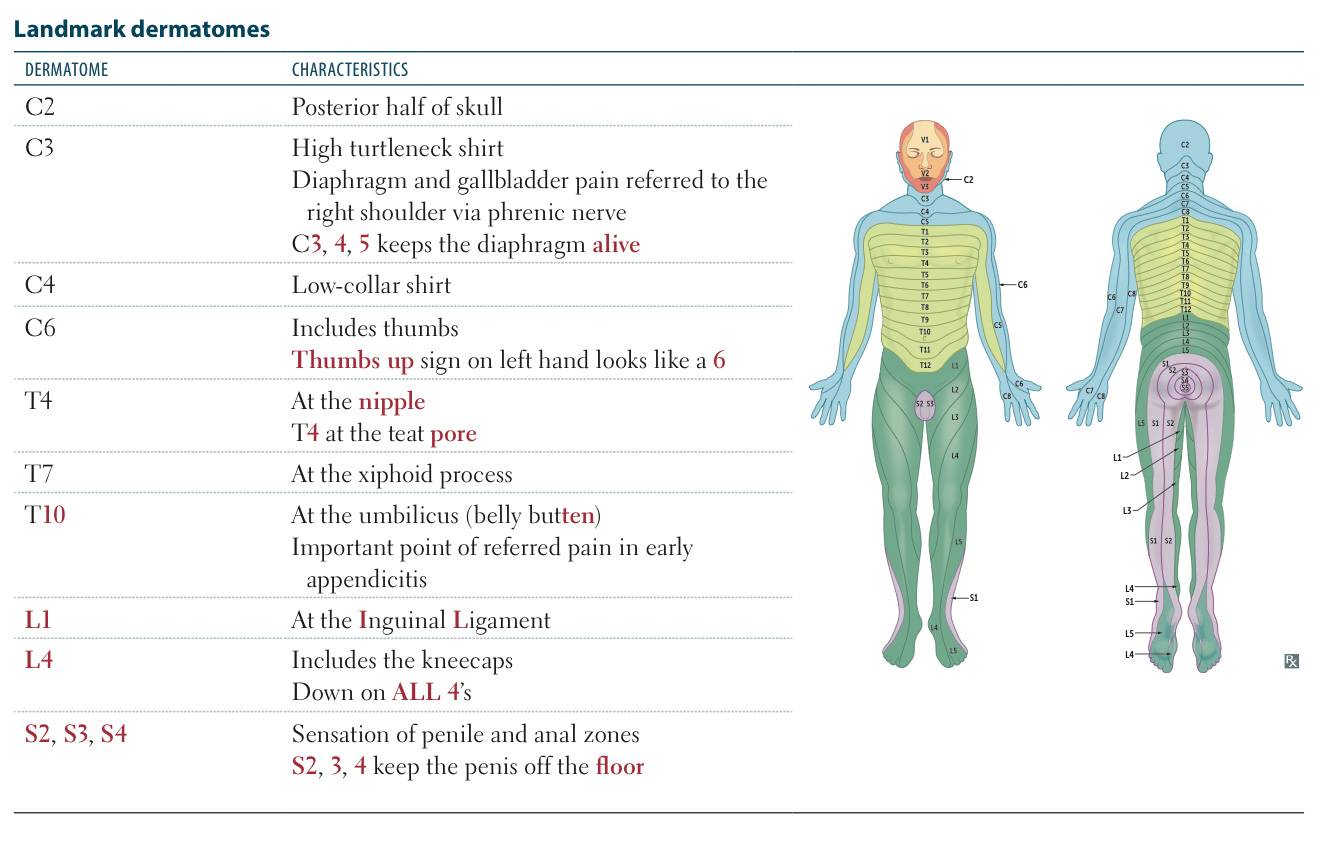 Landmark dermatomes
DERMATOME CHARACTERISTICS
C2 Posterior half of skull
C3 High turtleneck shirt
Diaphragm and gallbladder pain referred to the
right shoulder via phrenic nerve
C3, 4, 5 keeps the diaphragm alive
C4 Low-collar shirt
C6 Includes thumbs
Thumbs up sign on left hand looks like a 6
T4 At the nipple
T4 at the teat pore
T7 At the xiphoid process
T10 At the umbilicus (belly butten)
Important point of referred pain in early
appendicitis
L1 At the Inguinal Ligament
L4 Includes the kneecaps
Down on ALL 4's
S2, S3, S4 Sensation of penile and anal zones
S2, 3, 4 keep the penis off the floor
V1
V2
V3
C2
C3
C4
C5
T1
T2
T3
T4
T5
T6
T7
T8
T9
T10
T11
T12
C6
C5
C6
C8
L1
L2
S2 S3
L3
L4
L5
S1
L4
L5
C2
C3
C4
C5
C6
C7
C8
T1
T2
T3
T4
T5
T6
T7
T8
T9
T10
T11
T12
L1
L2
L3
L4
L5
C6
C8
C7
S1
S2
S3
S4
S5
C7
C8
L5 S1 S2
L1
L2
L3
S1 S2
L4
S1
L5
L4
Rx